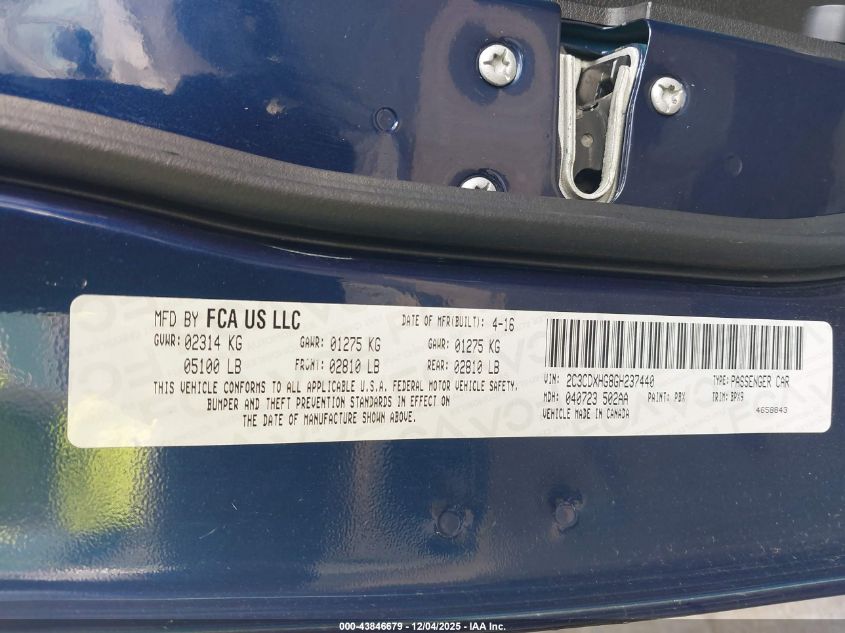 MFD BY FCA US LLC
DATE OF MFR(BUILT): 4-16
GVWR: 02314 KG GAWR: 01275 KG GAWR: 01275 KG
05100 LB FRONT: 02810 LB REAR: 02810 LB
THIS VEHICLE CONFORMS TO ALL APPLICABLE U.S.A. FEDERAL MOTOR VEHICLE SAFETY,
BUMPER AND THEFT PREVENTION STANDARDS IN EFFECT ON
THE DATE OF MANUFACTURE SHOWN ABOVE.
VIN: 2C3CDXHG8GH237440 TYPE: PASSENGER CAR
MDH: 040723 502AA PAINT: PBX TRIM: BPX9
VEHICLE MADE IN CANADA 4658843
000-43846679 - 12/04/2025 - IAA Inc.